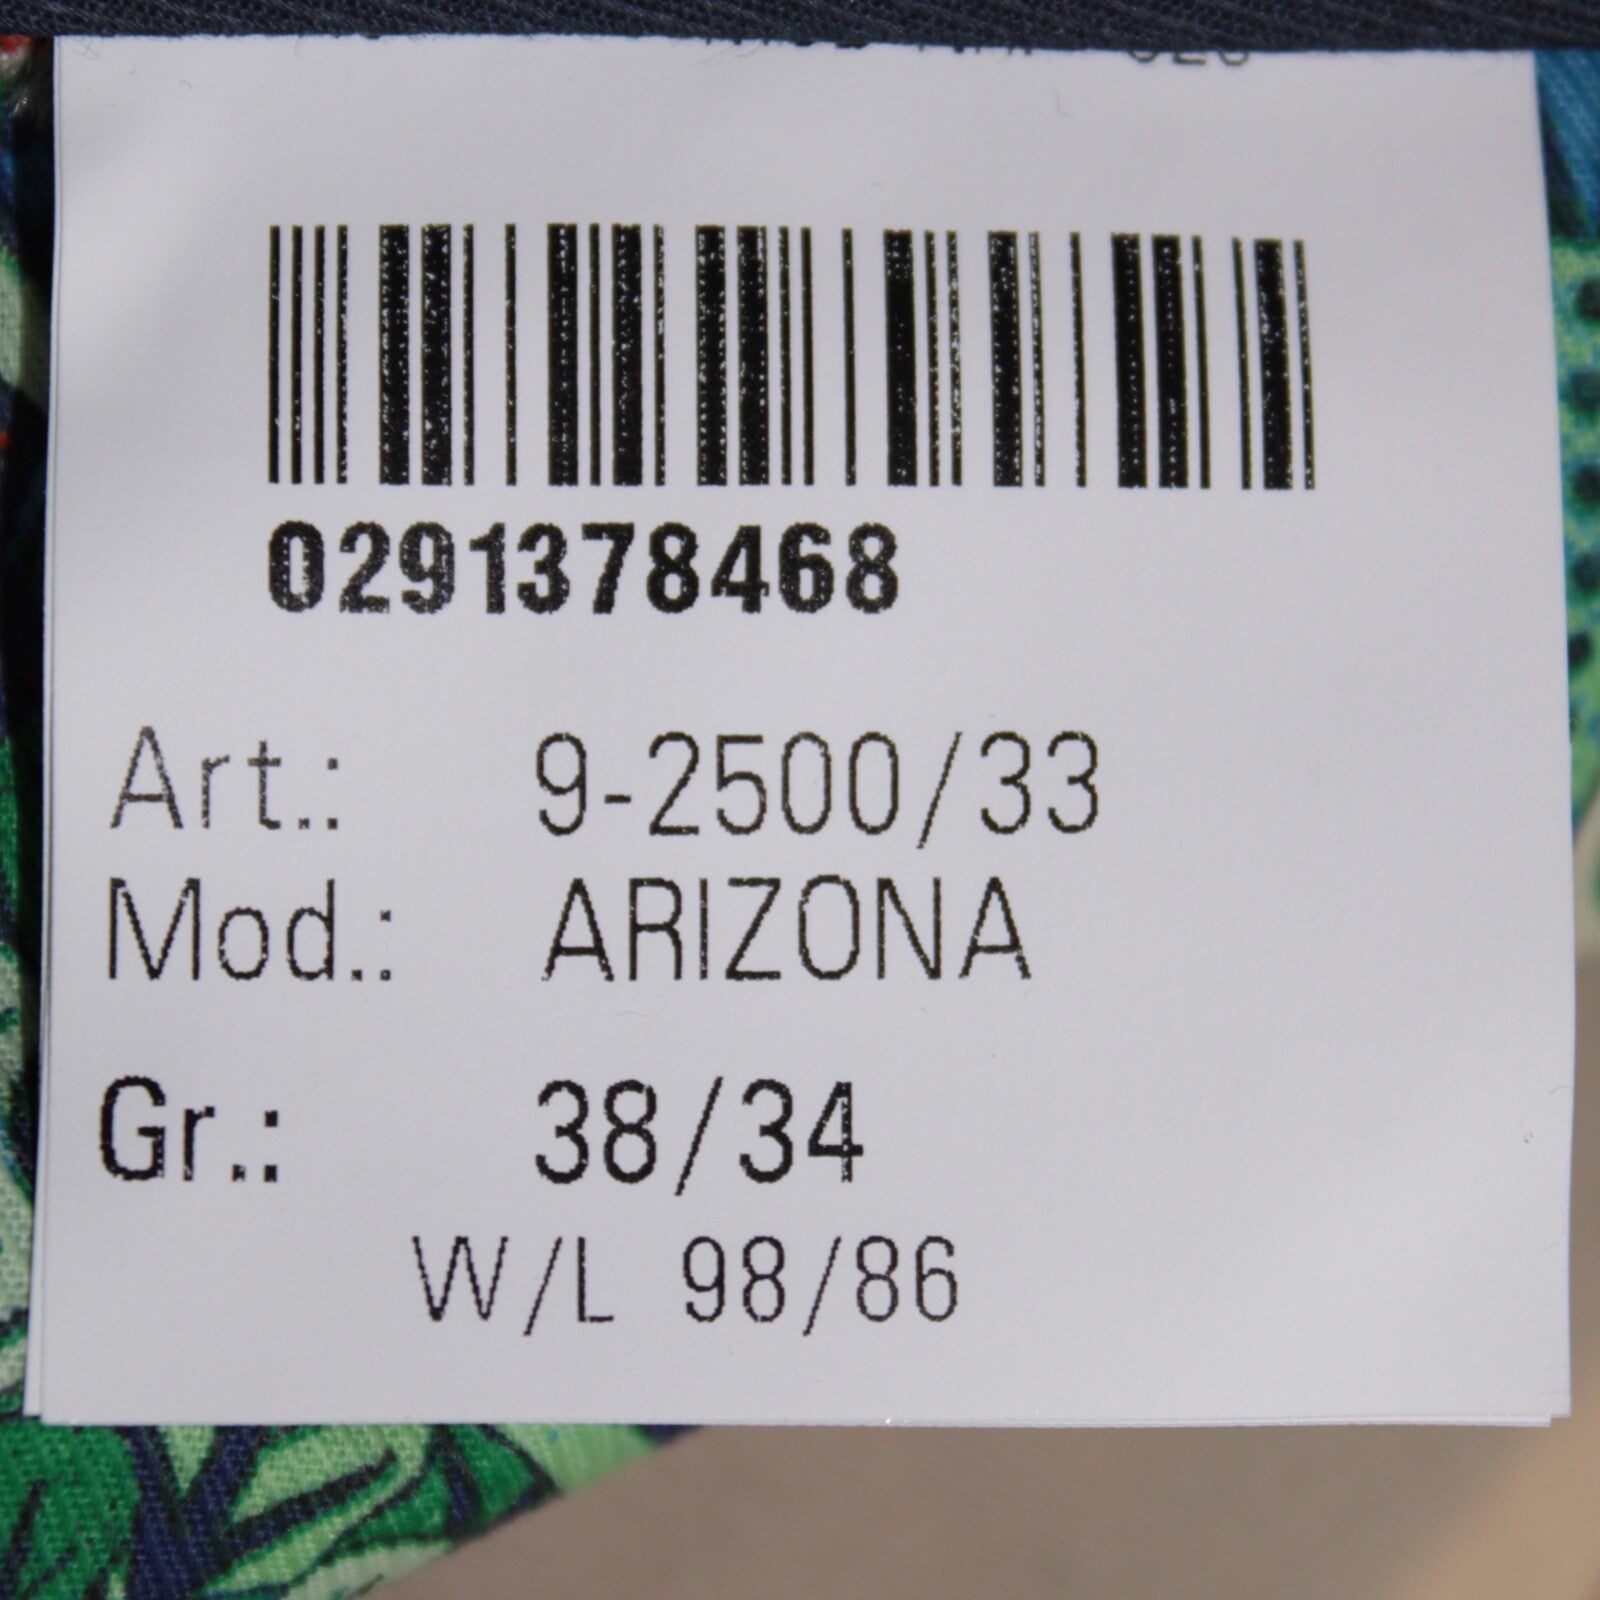 0291378468
Art.: 9-2500/33
Mod.: ARIZONA
Gr.: 38/34
W/L 98/86